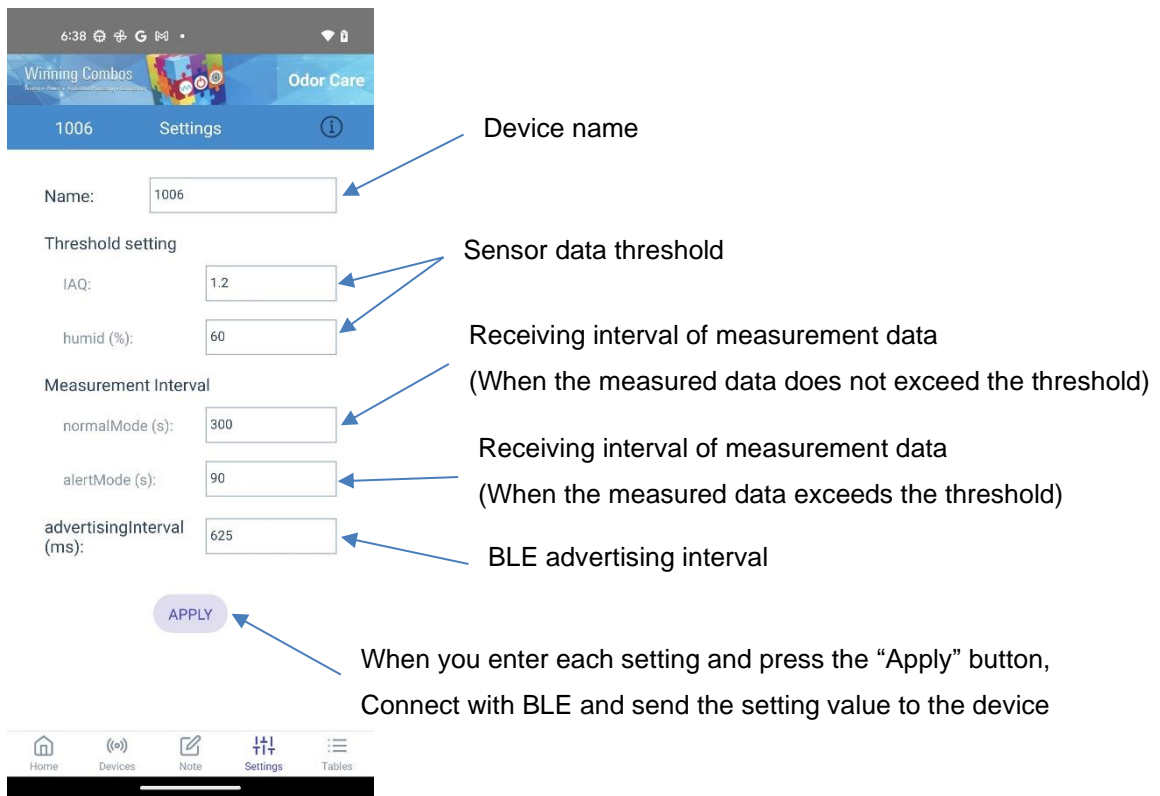 6:38
Winning Combos
Odor Care
1006 Settings
Device name
Name: 1006
Threshold setting
Sensor data threshold
IAQ: 1.2
humid (%): 60
Receiving interval of measurement data
(When the measured data does not exceed the threshold)
Measurement Interval
normalMode (s): 300
Receiving interval of measurement data
(When the measured data exceeds the threshold)
alertMode (s): 90
advertisingInterval
(ms): 625
BLE advertising interval
APPLY
When you enter each setting and press the “Apply” button,
Connect with BLE and send the setting value to the device
Home Devices Note Settings Tables